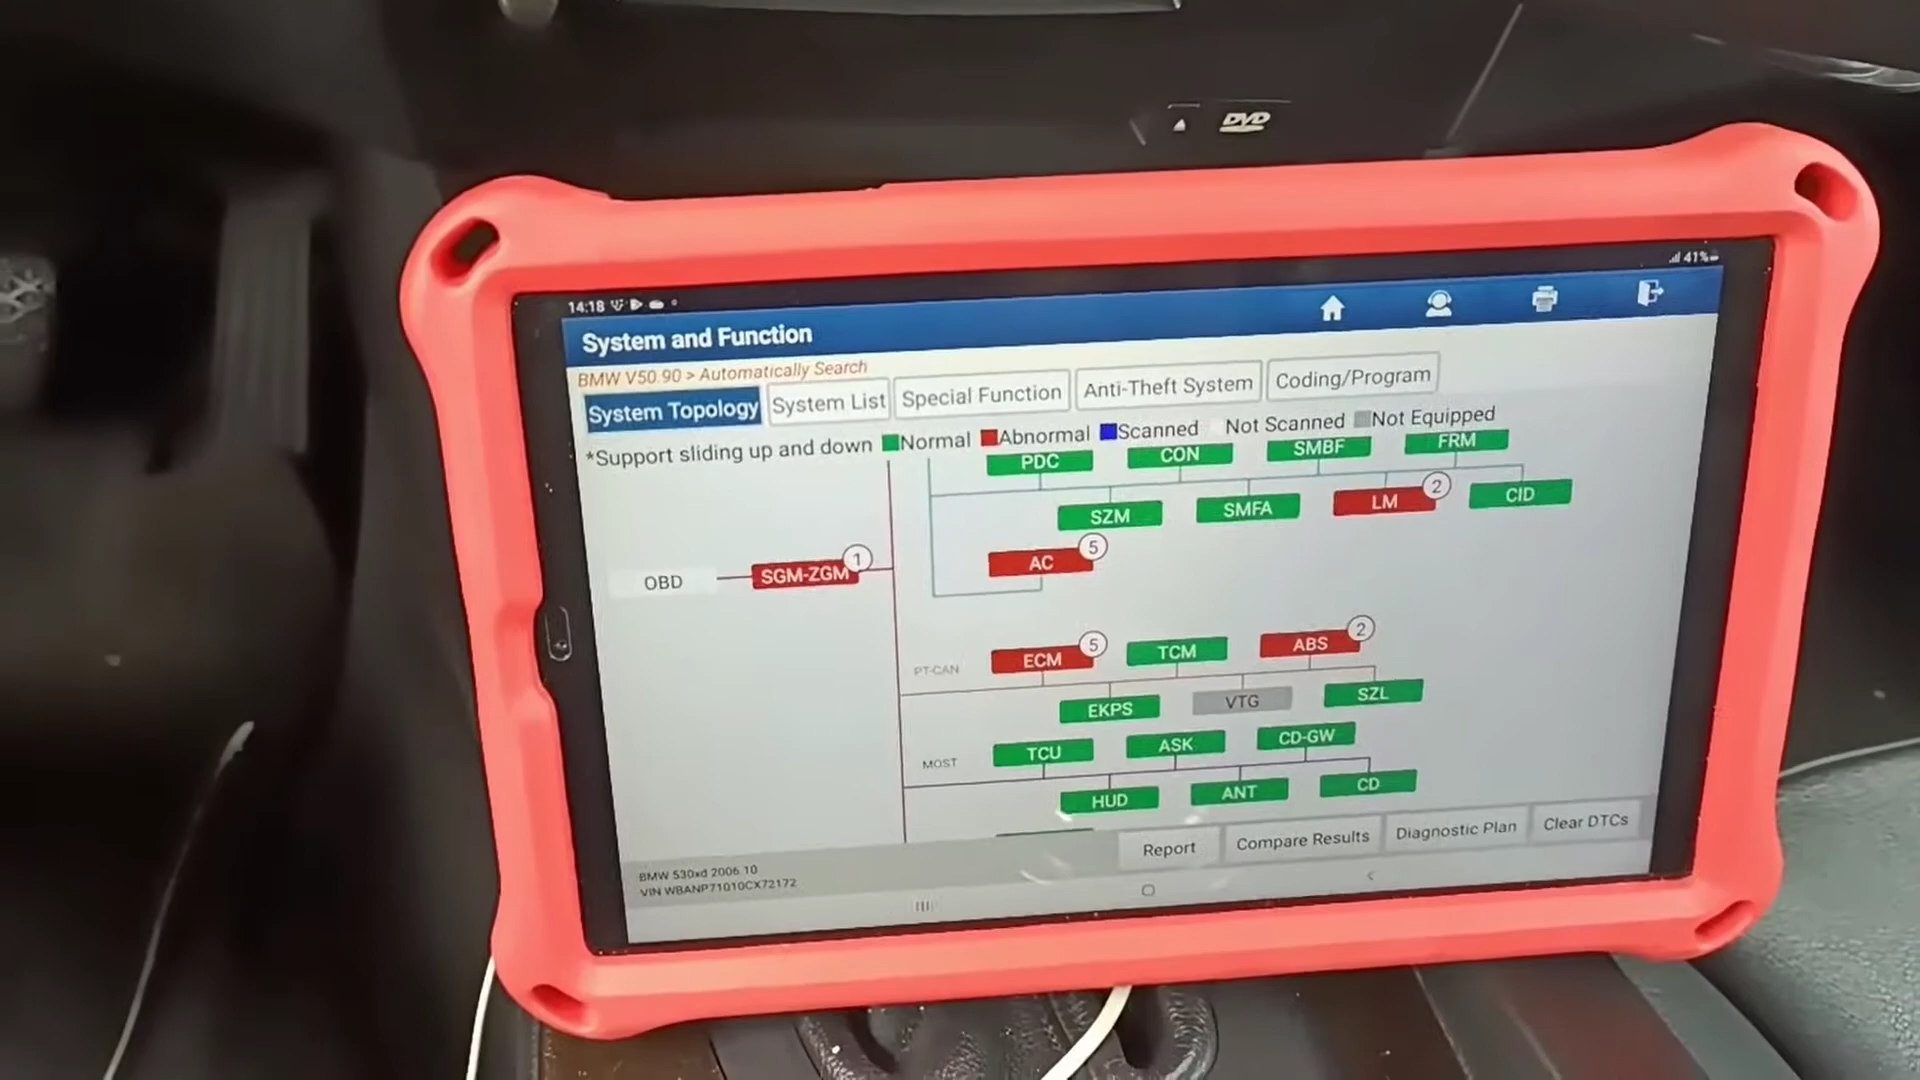 DVD
14:18
41%
System and Function
BMW V50.90 > Automatically Search
System Topology System List Special Function Anti-Theft System Coding/Program
*Support sliding up and down Normal Abnormal Scanned Not Scanned Not Equipped
PDC CON SMBF FRM
SZM SMFA LM 2 CID
OBD SGM-ZGM 1 AC 5
PT-CAN ECM 5 TCM ABS 2
EKPS VTG SZL
MOST TCU ASK CD-GW
HUD ANT CD
Report Compare Results Diagnostic Plan Clear DTCs
BMW 530xd 2006.10
VIN WBANP71010CX72172